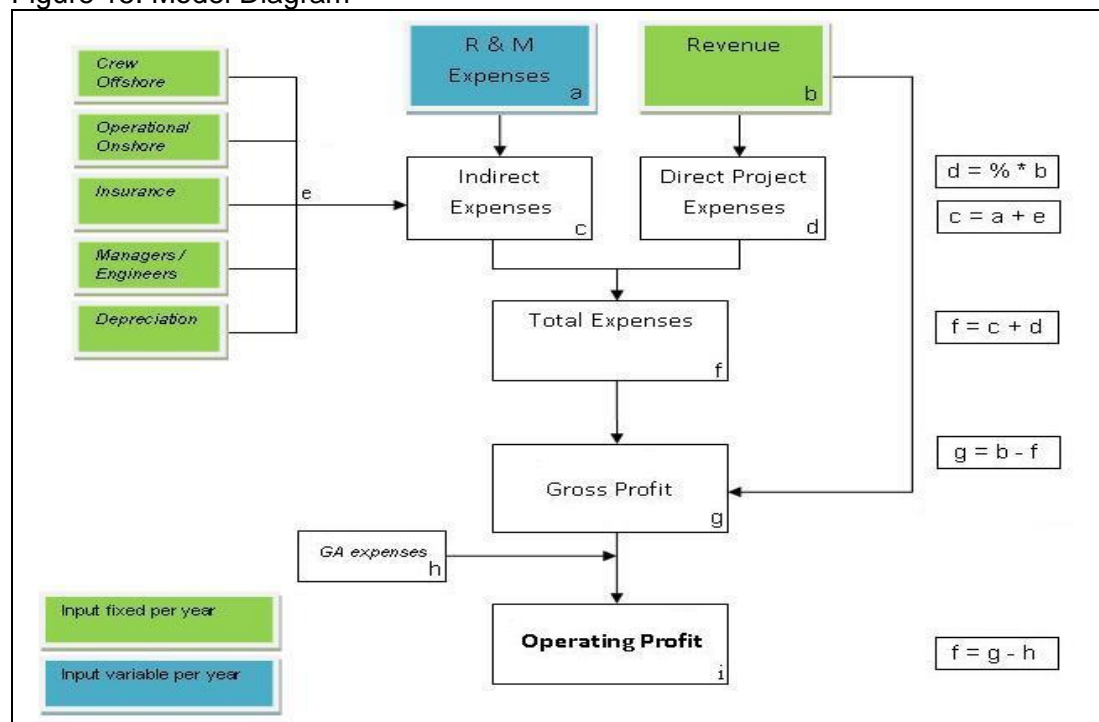 Figure 18. Model Diagram
Crew
Offshore
Operational
Onshore
Insurance
Managers /
Engineers
Depreciation
e
R & M
Expenses
a
Revenue
b
Indirect
Expenses
c
Direct Project
Expenses
d
Total Expenses
f
Gross Profit
g
GA expenses
h
Operating Profit
i
d = % * b
c = a + e
f = c + d
g = b - f
f = g - h
Input fixed per year
Input variable per year